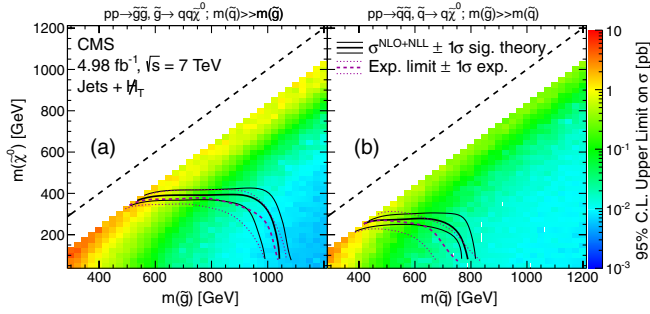 pp→g̃g̃, g̃→ qqχ̃⁰; m(q̃)>>m(g̃)
pp→q̃q̃, q̃→ qχ̃⁰; m(g̃)>>m(q̃)
CMS
4.98 fb⁻¹, √s = 7 TeV
Jets + H̸_T
σ^NLO+NLL ± 1σ sig. theory
Exp. limit ± 1σ exp.
(a)
(b)
m(χ̃⁰) [GeV]
1200
1000
800
600
400
200
400
600
800
1000
m(g̃) [GeV]
400
600
800
1000
1200
m(q̃) [GeV]
10
1
10⁻¹
10⁻²
10⁻³
95% C.L. Upper Limit on σ [pb]